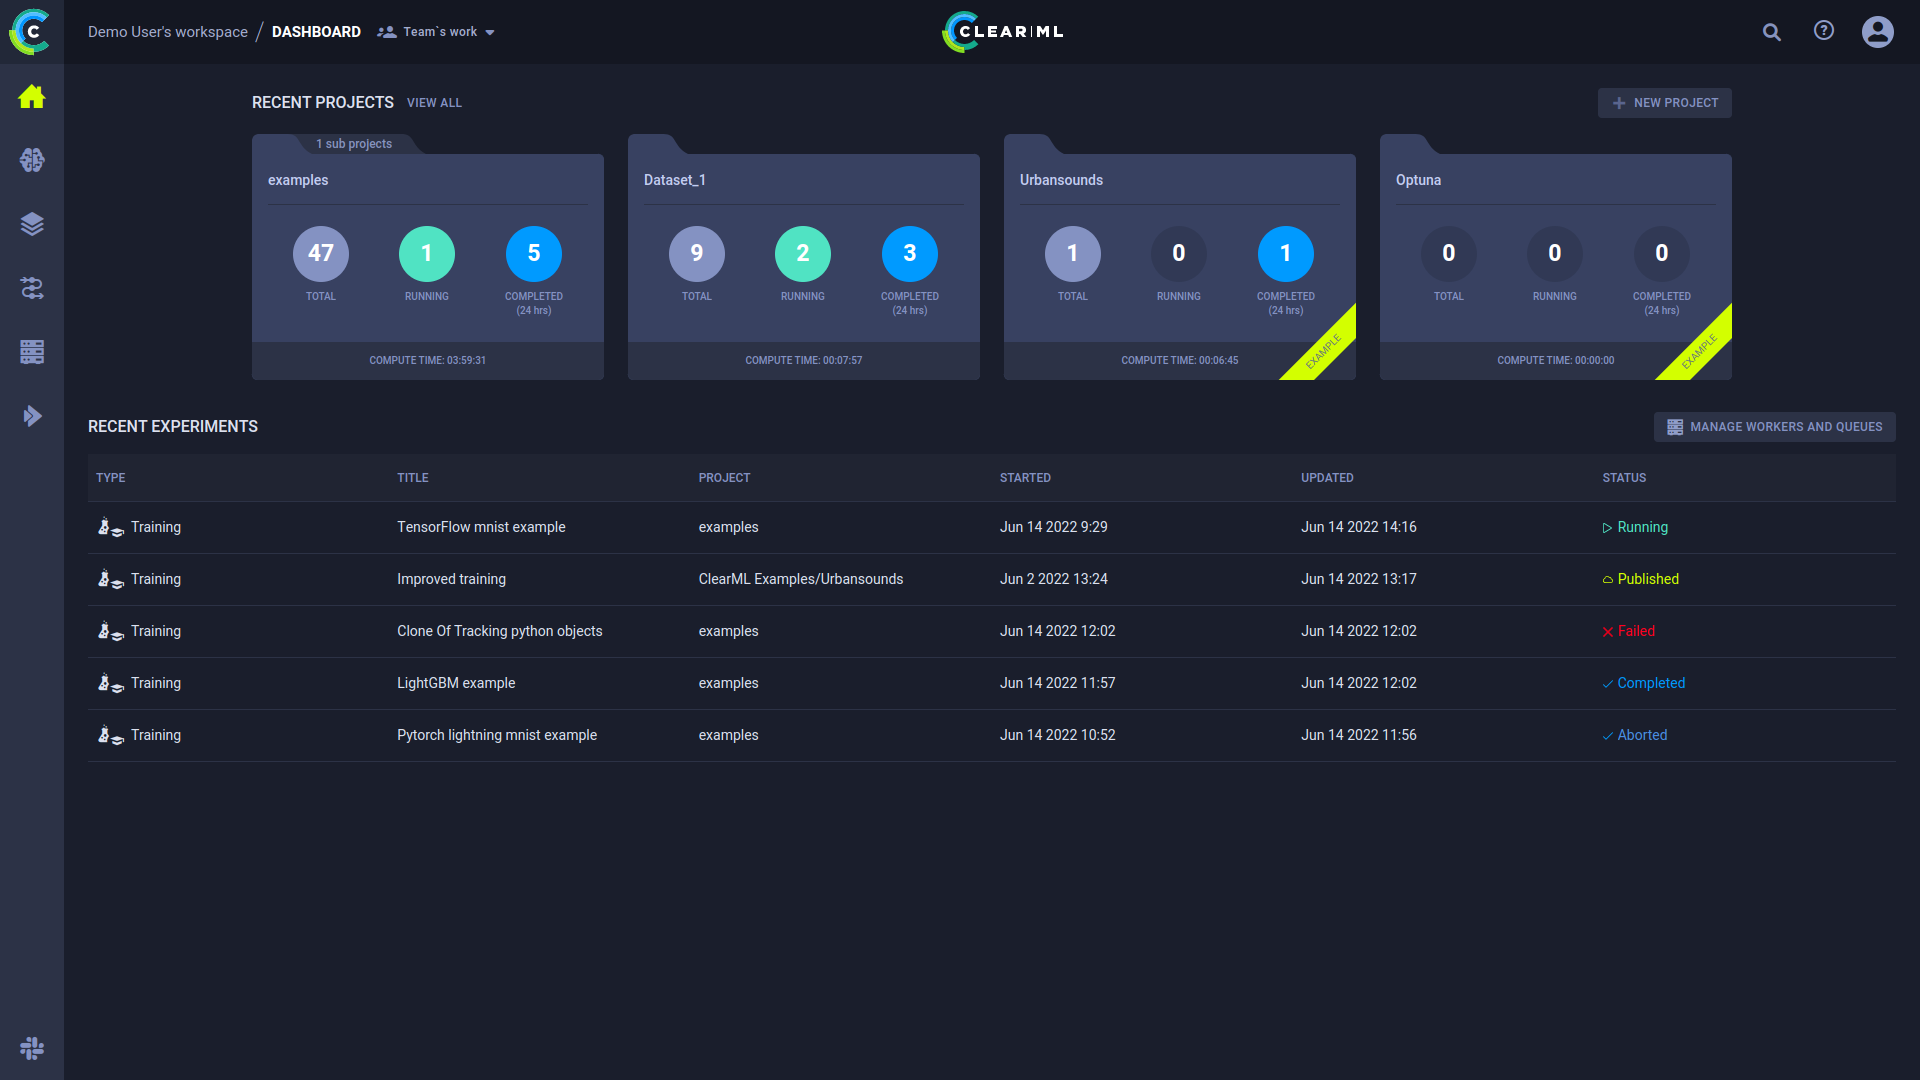 Demo User's workspace / DASHBOARD Team`s work
CLEAR|ML
RECENT PROJECTS VIEW ALL
NEW PROJECT
1 sub projects
examples
47 1 5
TOTAL RUNNING COMPLETED
(24 hrs)
COMPUTE TIME: 03:59:31
Dataset_1
9 2 3
TOTAL RUNNING COMPLETED
(24 hrs)
COMPUTE TIME: 00:07:57
Urbansounds
1 0 1
TOTAL RUNNING COMPLETED
(24 hrs)
COMPUTE TIME: 00:06:45
EXAMPLE
Optuna
0 0 0
TOTAL RUNNING COMPLETED
(24 hrs)
COMPUTE TIME: 00:00:00
EXAMPLE
RECENT EXPERIMENTS
MANAGE WORKERS AND QUEUES
TYPE TITLE PROJECT STARTED UPDATED STATUS
Training TensorFlow mnist example examples Jun 14 2022 9:29 Jun 14 2022 14:16 Running
Training Improved training ClearML Examples/Urbansounds Jun 2 2022 13:24 Jun 14 2022 13:17 Published
Training Clone Of Tracking python objects examples Jun 14 2022 12:02 Jun 14 2022 12:02 Failed
Training LightGBM example examples Jun 14 2022 11:57 Jun 14 2022 12:02 Completed
Training Pytorch lightning mnist example examples Jun 14 2022 10:52 Jun 14 2022 11:56 Aborted